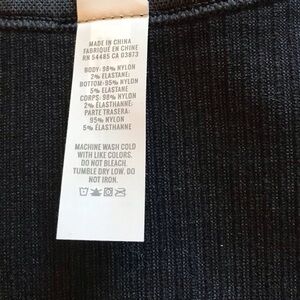 MADE IN CHINA
FABRIQUÉ EN CHINE
RN 54485 CA 03873
BODY: 98% NYLON
2% ELASTANE:
BOTTOM: 95% NYLON
5% ELASTANE
CORPS: 98% NYLON
2% ÉLASTHANNE:
PARTE TRASERA:
95% NYLON
5% ÉLASTHANNE
MACHINE WASH COLD
WITH LIKE COLORS.
DO NOT BLEACH.
TUMBLE DRY LOW. DO
NOT IRON.